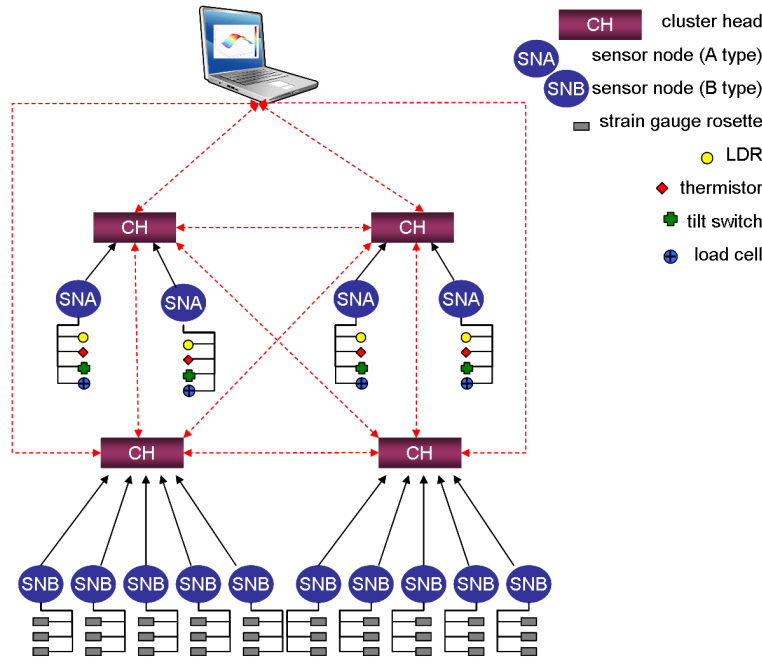 CH cluster head
SNA sensor node (A type)
SNB sensor node (B type)
strain gauge rosette
LDR
thermistor
tilt switch
load cell
CH CH
SNA SNA SNA SNA
CH CH
SNB SNB SNB SNB SNB SNB SNB SNB SNB SNB